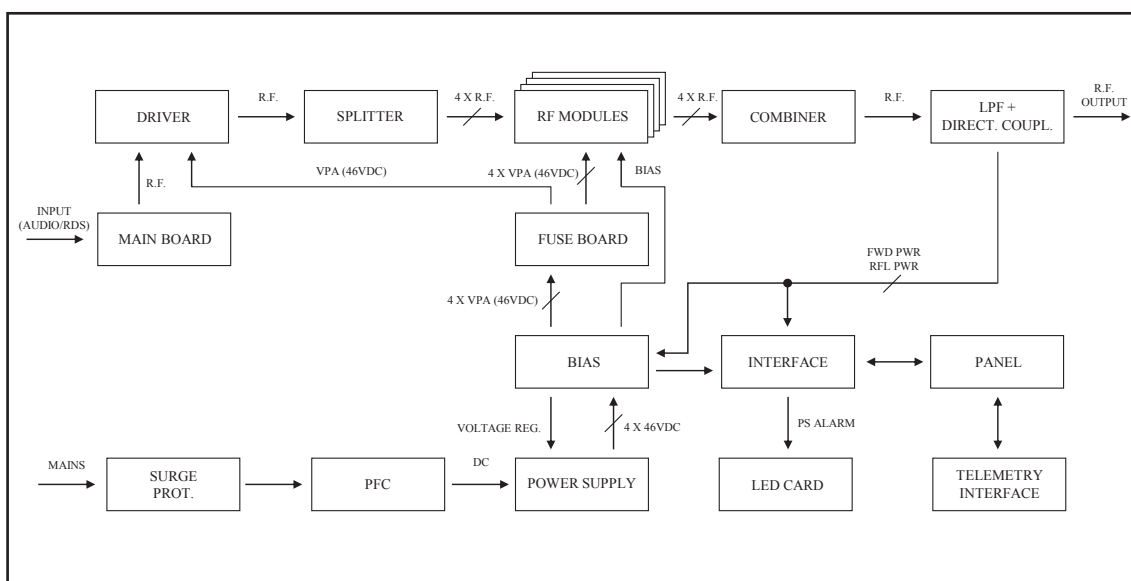 R.F.
4 X R.F.
4 X R.F.
R.F.
R.F.
OUTPUT
DRIVER
SPLITTER
RF MODULES
COMBINER
LPF +
DIRECT. COUPL.
VPA (46VDC)
4 X VPA (46VDC)
BIAS
R.F.
INPUT
(AUDIO/RDS)
MAIN BOARD
FUSE BOARD
FWD PWR
RFL PWR
4 X VPA (46VDC)
BIAS
INTERFACE
PANEL
VOLTAGE REG.
4 X 46VDC
PS ALARM
MAINS
SURGE
PROT.
PFC
DC
POWER SUPPLY
LED CARD
TELEMETRY
INTERFACE